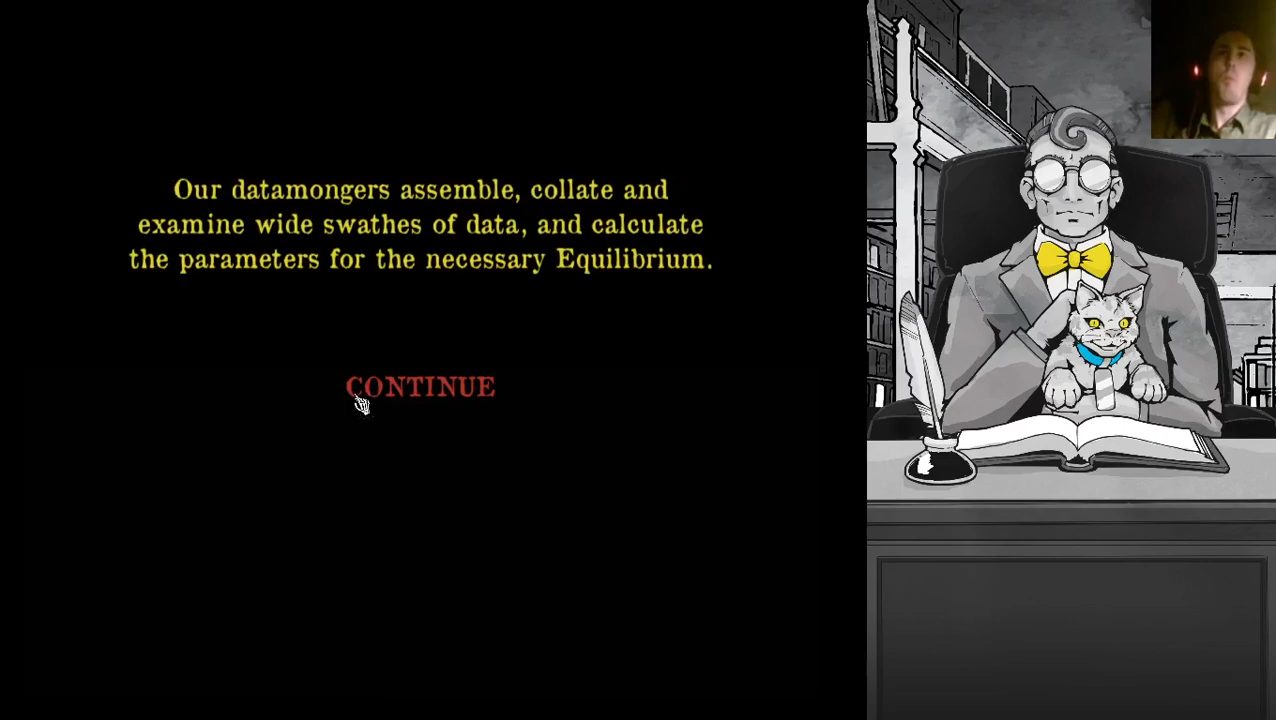 Our datamongers assemble, collate and
examine wide swathes of data, and calculate
the parameters for the necessary Equilibrium.
CONTINUE